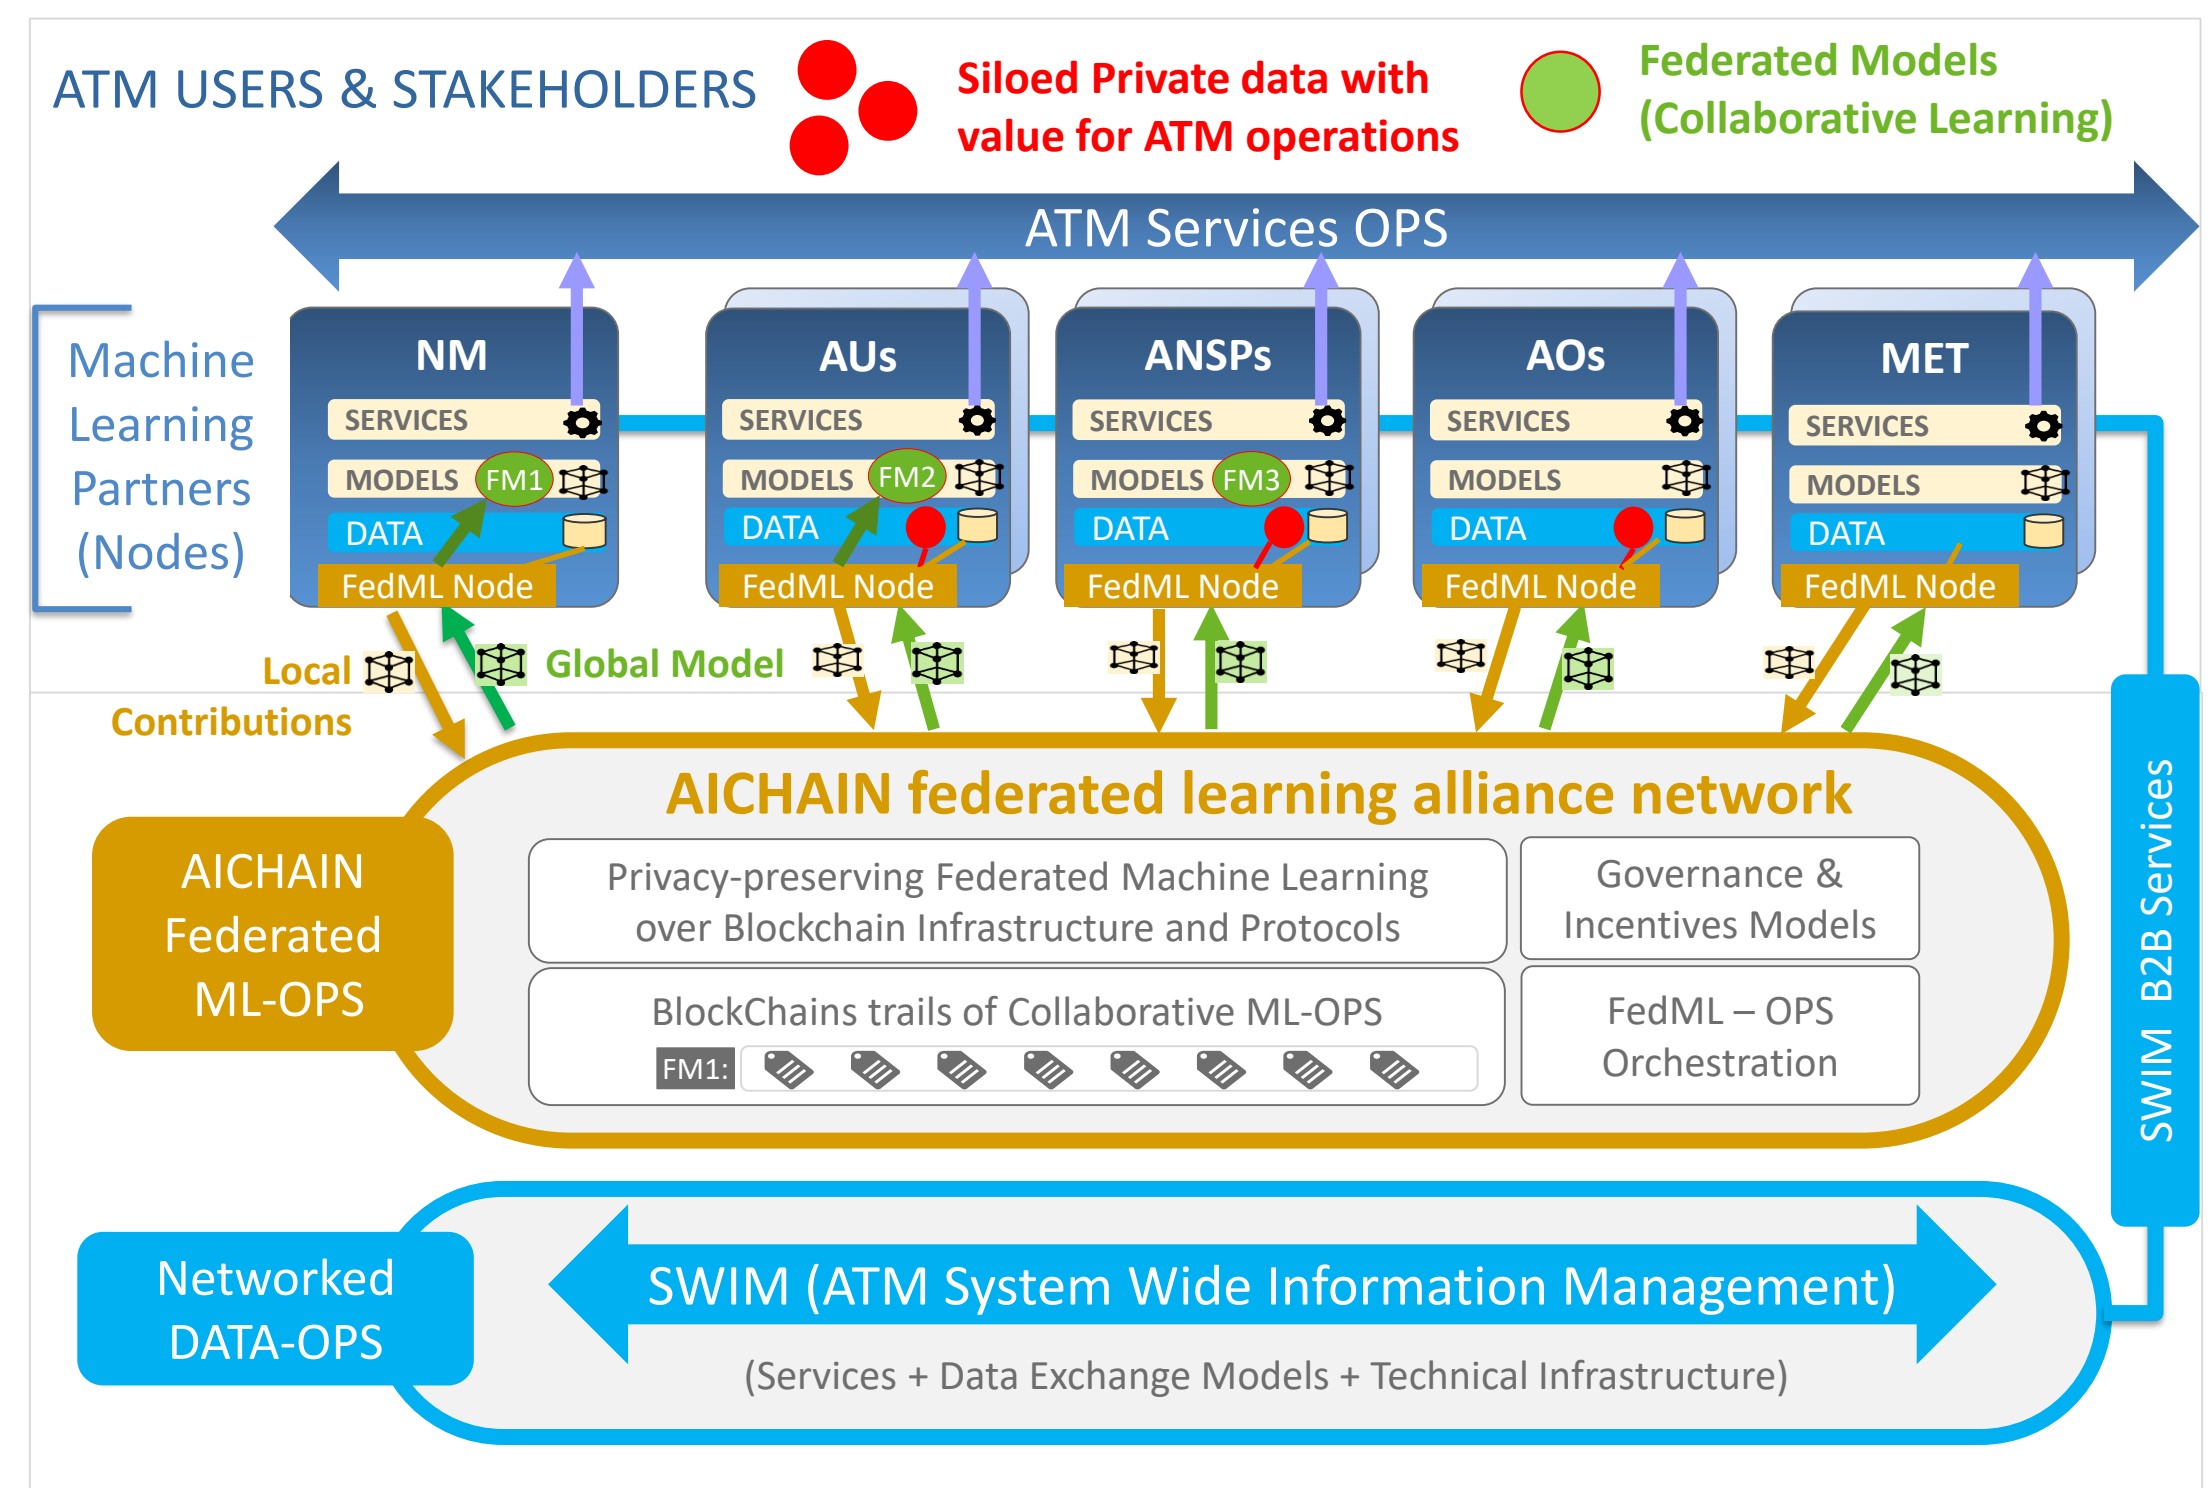 ATM USERS & STAKEHOLDERS
Siloed Private data with
value for ATM operations
Federated Models
(Collaborative Learning)
ATM Services OPS
Machine
Learning
Partners
(Nodes)
NM
SERVICES
MODELS FM1
DATA
FedML Node
AUs
SERVICES
MODELS FM2
DATA
FedML Node
ANSPs
SERVICES
MODELS FM3
DATA
FedML Node
AOs
SERVICES
MODELS
DATA
FedML Node
MET
SERVICES
MODELS
DATA
FedML Node
Local
Contributions
Global Model
AICHAIN federated learning alliance network
AICHAIN
Federated
ML-OPS
Privacy-preserving Federated Machine Learning
over Blockchain Infrastructure and Protocols
Governance &
Incentives Models
BlockChains trails of Collaborative ML-OPS
FM1:
FedML – OPS
Orchestration
SWIM B2B Services
Networked
DATA-OPS
SWIM (ATM System Wide Information Management)
(Services + Data Exchange Models + Technical Infrastructure)